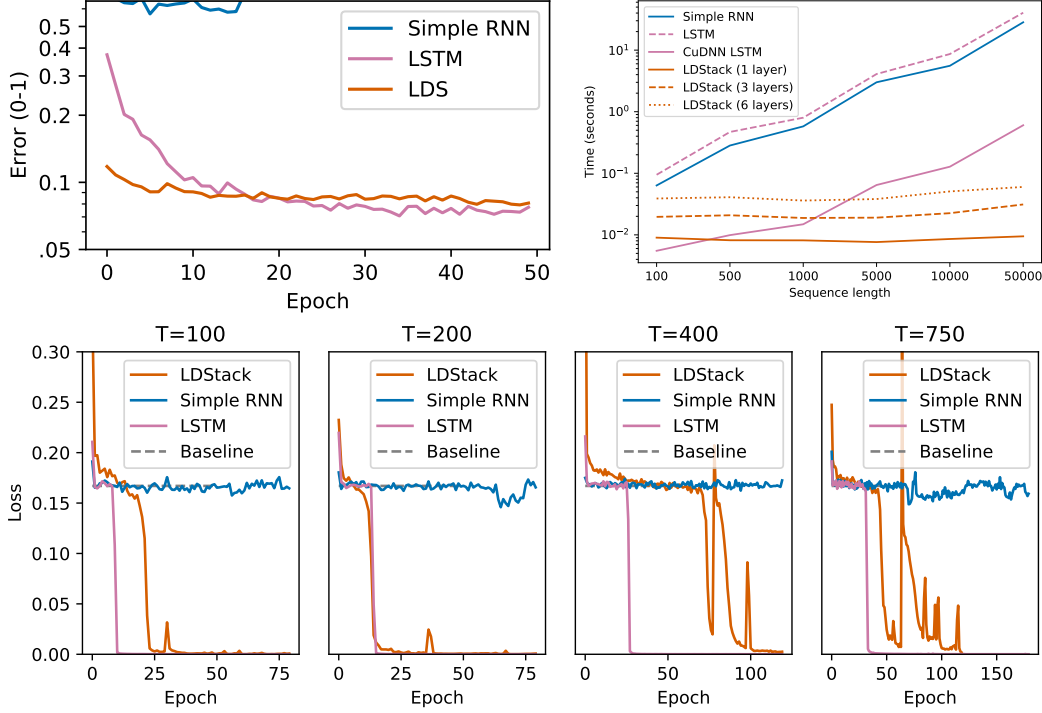 0.5
0.4
0.3
0.2
0.1
.05
Error (0-1)
Simple RNN
LSTM
LDS
0 10 20 30 40 50
Epoch
10¹
10⁰
10⁻¹
10⁻²
Time (seconds)
Simple RNN
LSTM
CuDNN LSTM
LDStack (1 layer)
LDStack (3 layers)
LDStack (6 layers)
100 500 1000 5000 10000 50000
Sequence length
T=100
0.30
0.25
0.20
0.15
0.10
0.05
0.00
Loss
LDStack
Simple RNN
LSTM
Baseline
0 25 50 75
Epoch
T=200
LDStack
Simple RNN
LSTM
Baseline
0 25 50 75
Epoch
T=400
LDStack
Simple RNN
LSTM
Baseline
0 50 100
Epoch
T=750
LDStack
Simple RNN
LSTM
Baseline
0 50 100 150
Epoch